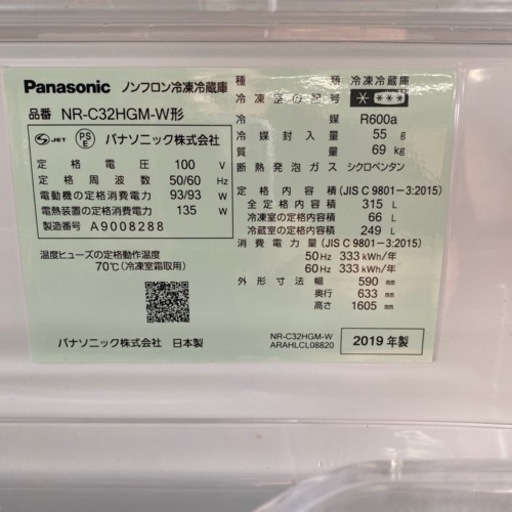 Panasonic ノンフロン冷凍冷蔵庫
品番 NR-C32HGM-W形
S JET PS E パナソニック株式会社
定格電圧 100 V
定格周波数 50/60 Hz
電動機の定格消費電力 93/93 W
電熱装置の定格消費電力 135 W
製造番号 A9008288
温度ヒューズの定格動作温度
70℃(冷凍室霜取用)
パナソニック株式会社 日本製
種類 冷凍冷蔵庫
冷凍室の記号
冷媒 R600a
冷媒封入量 55 g
質量 69 kg
断熱発泡ガス シクロペンタン
定格内容積(JIS C 9801-3:2015)
全定格内容積 315 L
冷凍室の定格内容積 66 L
冷蔵室の定格内容積 249 L
消費電力量(JIS C 9801-3:2015)
50Hz 333 kWh/年
60Hz 333 kWh/年
外形寸法 幅 590 mm
奥行 633 mm
高さ 1605 mm
NR-C32HGM-W
ARAHLCL08820
2019年製